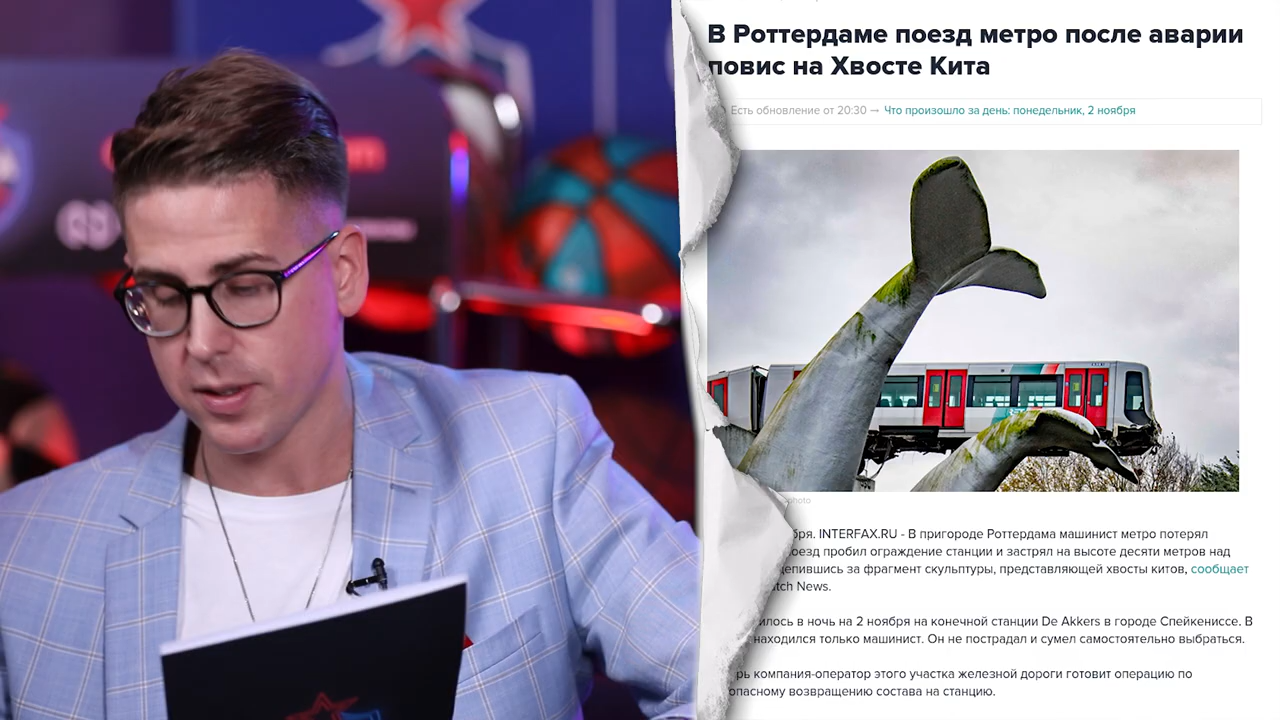 В Роттердаме поезд метро после аварии
повис на Хвосте Кита
Есть обновление от 20:30 → Что произошло за день: понедельник, 2 ноября
photo
бря. INTERFAX.RU - В пригороде Роттердама машинист метро потерял
поезд пробил ограждение станции и застрял на высоте десяти метров над
цепившись за фрагмент скульптуры, представляющей хвосты китов, сообщает
tch News.
илось в ночь на 2 ноября на конечной станции De Akkers в городе Спейкениссе. В
находился только машинист. Он не пострадал и сумел самостоятельно выбраться.
рь компания-оператор этого участка железной дороги готовит операцию по
опасному возвращению состава на станцию.